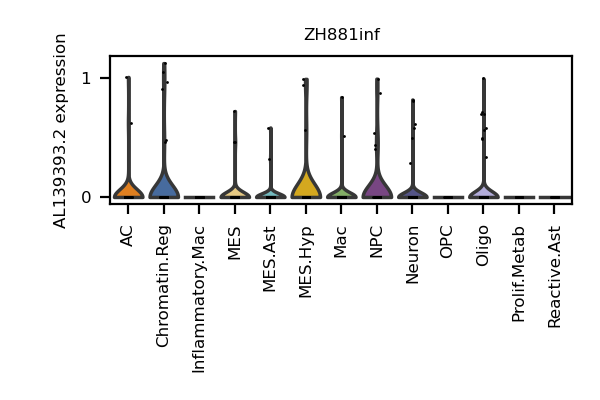 ZH881inf
AL139393.2 expression
1
0
AC
Chromatin.Reg
Inflammatory.Mac
MES
MES.Ast
MES.Hyp
Mac
NPC
Neuron
OPC
Oligo
Prolif.Metab
Reactive.Ast